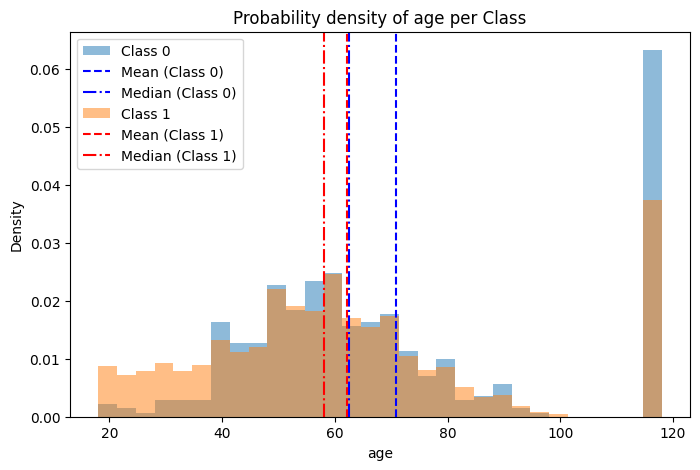 Probability density of age per Class
Class 0
Mean (Class 0)
Median (Class 0)
Class 1
Mean (Class 1)
Median (Class 1)
0.06
0.05
0.04
0.03
0.02
0.01
0.00
Density
20 40 60 80 100 120
age